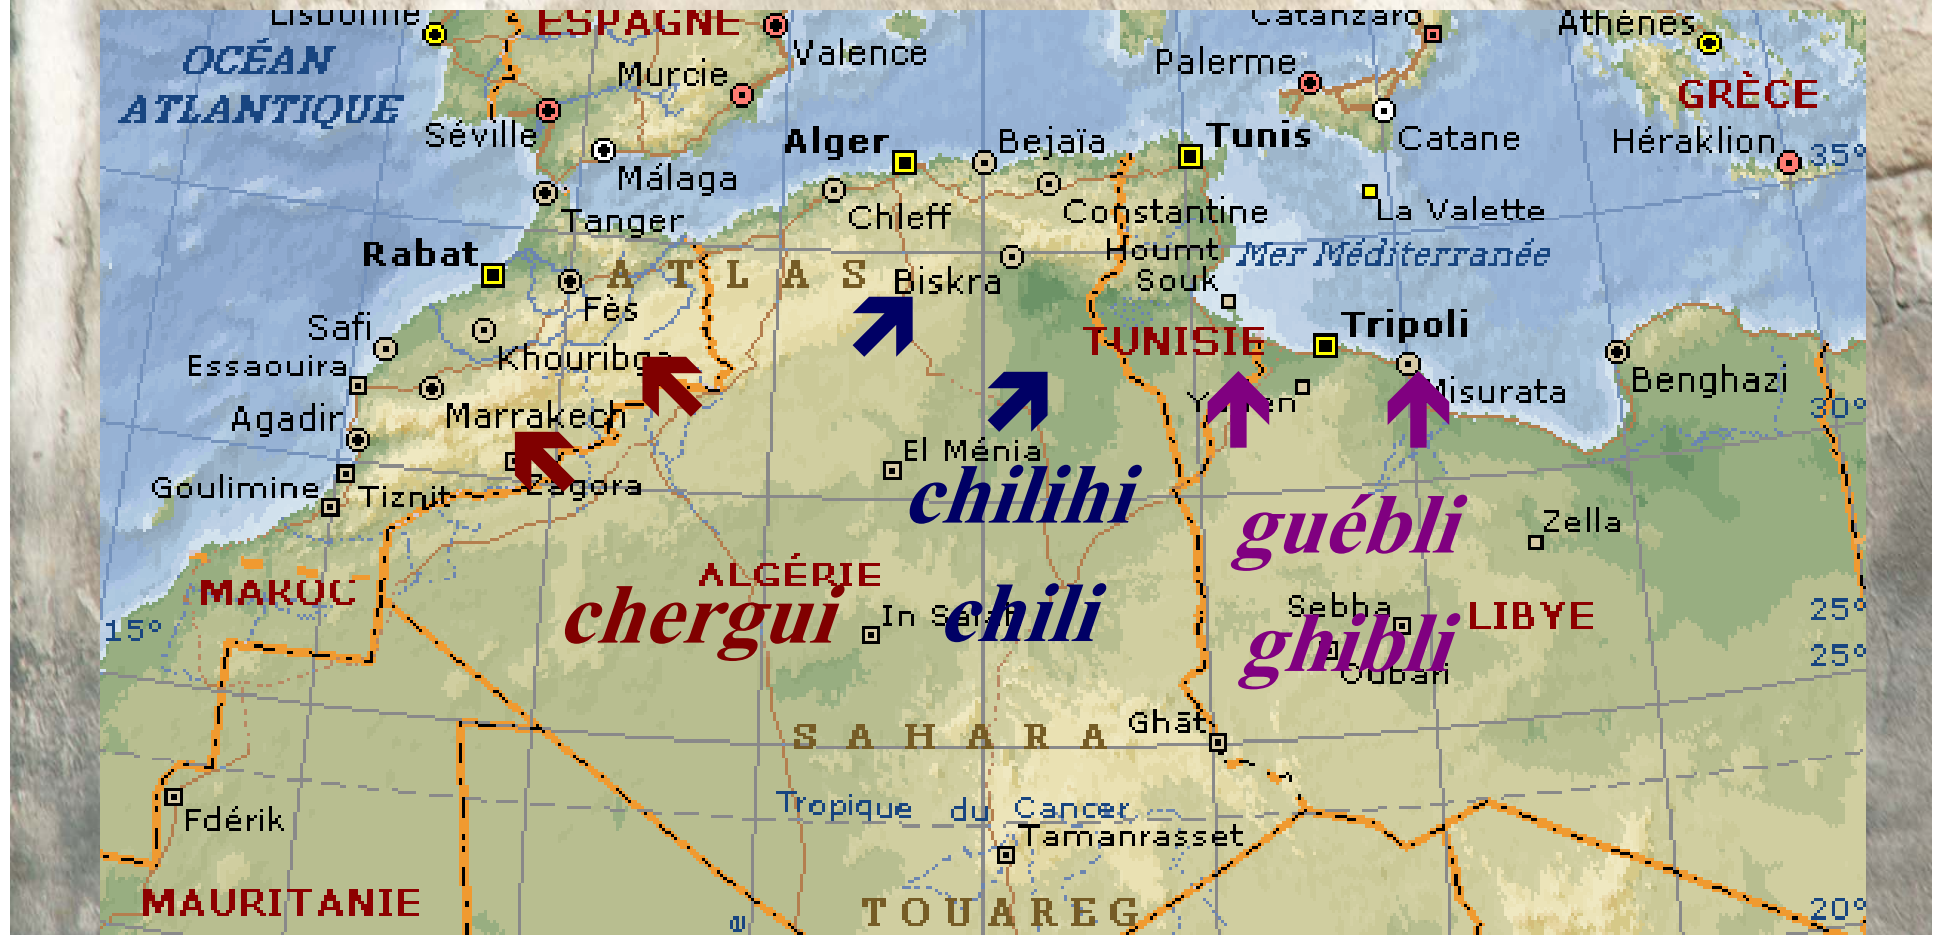 Lisbonne
ESPAGNE
Catanzaro
Athènes
OCÉAN
ATLANTIQUE
Valence
Murcie
Palerme
GRÈCE
Séville
Málaga
Alger
Bejaïa
Tunis
Catane
Héraklion
35°
Tanger
Chleff
Constantine
La Valette
Rabat
ATLAS
Biskra
Houmt
Souk
Mer Méditerranée
Fès
Safi
Khouribga
TUNISIE
Tripoli
Essaouira
Marrakech
Misurata
Benghazi
30°
Agadir
El Ménia
Goulimine
Tiznit
Zagora
chilihi
guébli
Zella
MAROC
ALGÉRIE
chergui
In Salah
chili
Sebha
LIBYE
25°
15°
ghibli
Oubari
25°
SAHARA
Ghāt
Tropique du Cancer
Fdérik
Tamanrasset
MAURITANIE
TOUAREG
20°